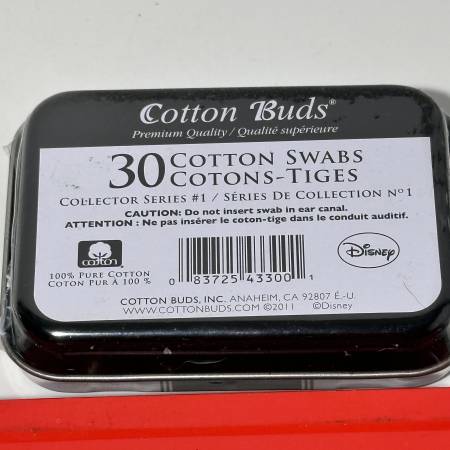 Cotton Buds®
Premium Quality / Qualité supérieure
30 COTTON SWABS
COTONS-TIGES
COLLECTOR SERIES #1 / SÉRIES DE COLLECTION Nº1
CAUTION: Do not insert swab in ear canal.
ATTENTION : Ne pas insérer le coton-tige dans le conduit auditif.
cotton
100% PURE COTTON
COTON PUR À 100 %
0 83725 43300 1
Disney
COTTON BUDS, INC. ANAHEIM, CA 92807 É.-U.
WWW.COTTONBUDS.COM ©2011 ©Disney